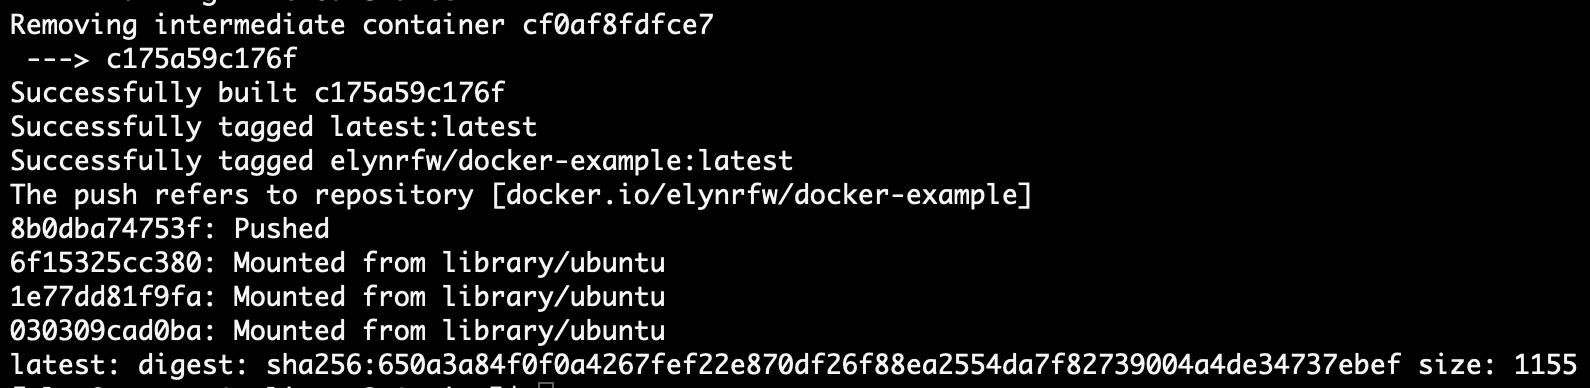 Removing intermediate container cf0af8fdfce7
---> c175a59c176f
Successfully built c175a59c176f
Successfully tagged latest:latest
Successfully tagged elynrfw/docker-example:latest
The push refers to repository [docker.io/elynrfw/docker-example]
8b0dba74753f: Pushed
6f15325cc380: Mounted from library/ubuntu
1e77dd81f9fa: Mounted from library/ubuntu
030309cad0ba: Mounted from library/ubuntu
latest: digest: sha256:650a3a84f0f0a4267fef22e870df26f88ea2554da7f82739004a4de34737ebef size: 1155